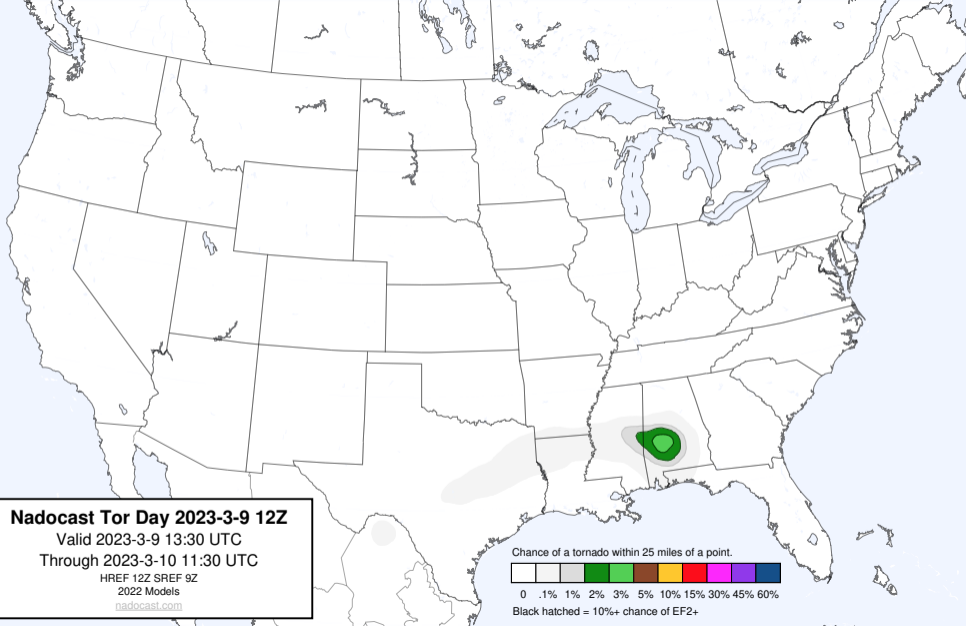 Nadocast Tor Day 2023-3-9 12Z
Valid 2023-3-9 13:30 UTC
Through 2023-3-10 11:30 UTC
HREF 12Z SREF 9Z
2022 Models
nadocast.com
Chance of a tornado within 25 miles of a point.
0 .1% 1% 2% 3% 5% 10% 15% 30% 45% 60%
Black hatched = 10%+ chance of EF2+